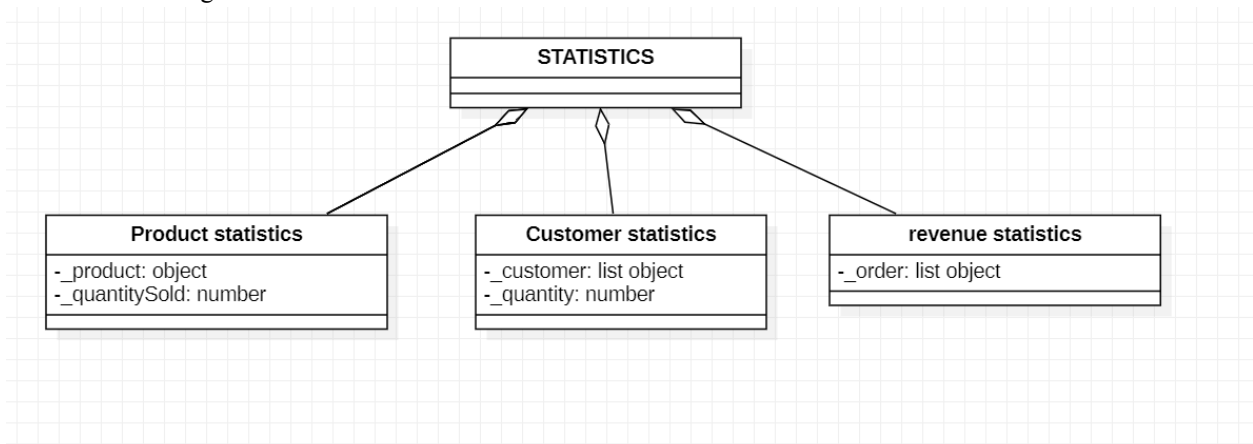 STATISTICS
Product statistics
-_product: object
-_quantitySold: number
Customer statistics
-_customer: list object
-_quantity: number
revenue statistics
-_order: list object